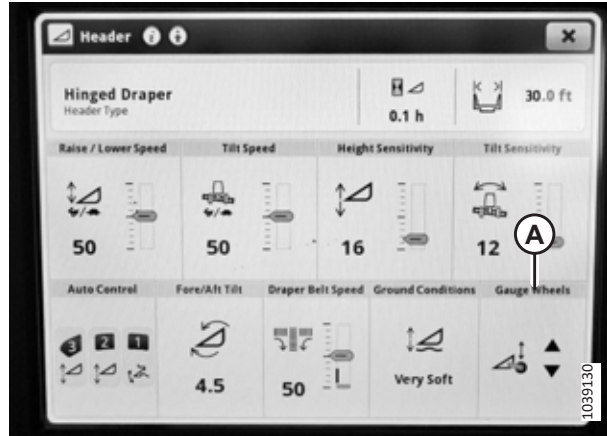 Header
Hinged Draper
Header Type
0.1 h
30.0 ft
Raise / Lower Speed
Tilt Speed
Height Sensitivity
Tilt Sensitivity
50
50
16
12
A
Auto Control
Fore/Aft Tilt
Draper Belt Speed
Ground Conditions
Gauge Wheels
3
2
1
4.5
50
Very Soft
1039130